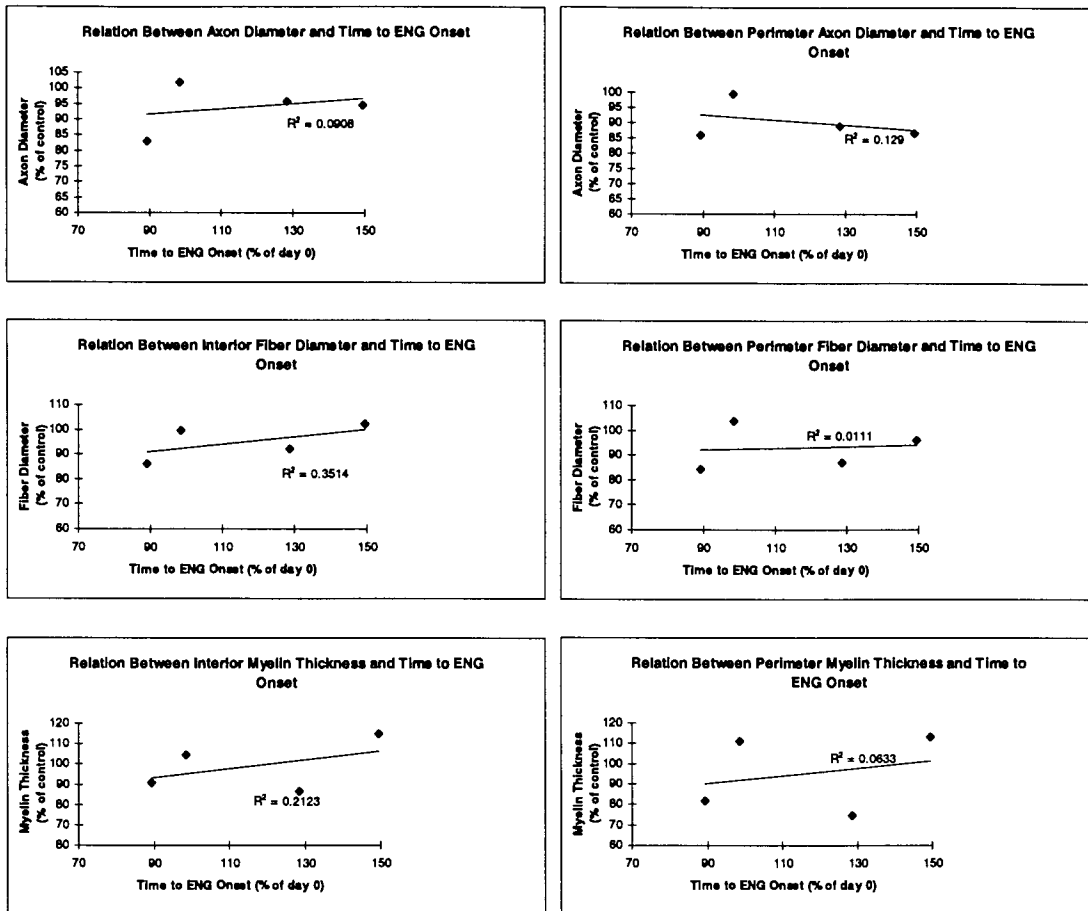 Relation Between Axon Diameter and Time to ENG Onset
Axon Diameter
(% of control)
105
100
95
90
85
80
75
70
65
60
R² = 0.0908
70 90 110 130 150
Time to ENG Onset (% of day 0)
Relation Between Perimeter Axon Diameter and Time to ENG
Onset
Axon Diameter
(% of control)
100
95
90
85
80
75
70
65
60
R² = 0.129
70 90 110 130 150
Time to ENG Onset (% of day 0)
Relation Between Interior Fiber Diameter and Time to ENG
Onset
Fiber Diameter
(% of control)
110
100
90
80
70
60
R² = 0.3514
70 90 110 130 150
Time to ENG Onset (% of day 0)
Relation Between Perimeter Fiber Diameter and Time to ENG
Onset
Fiber Diameter
(% of control)
110
100
90
80
70
60
R² = 0.0111
70 90 110 130 150
Time to ENG Onset (% of day 0)
Relation Between Interior Myelin Thickness and Time to ENG
Onset
Myelin Thickness
(% of control)
120
110
100
90
80
70
60
R² = 0.2123
70 90 110 130 150
Time to ENG Onset (% of day 0)
Relation Between Perimeter Myelin Thickness and Time to
ENG Onset
Myelin Thickness
(% of control)
120
110
100
90
80
70
60
R² = 0.0633
70 90 110 130 150
Time to ENG Onset (% of day 0)